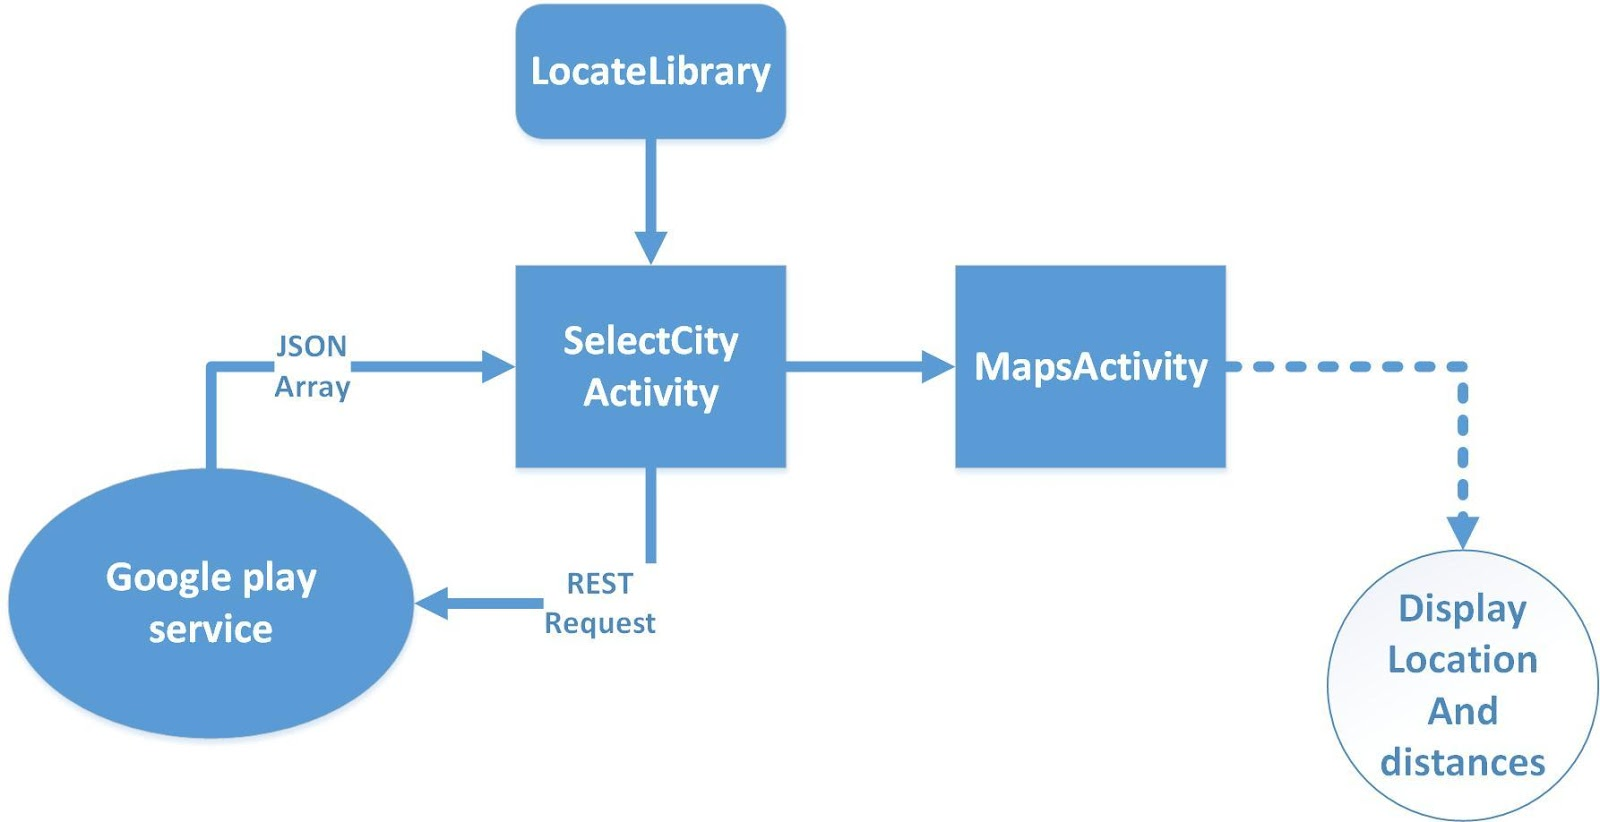 LocateLibrary
JSON
Array
SelectCity
Activity
MapsActivity
Google play
service
REST
Request
Display
Location
And
distances